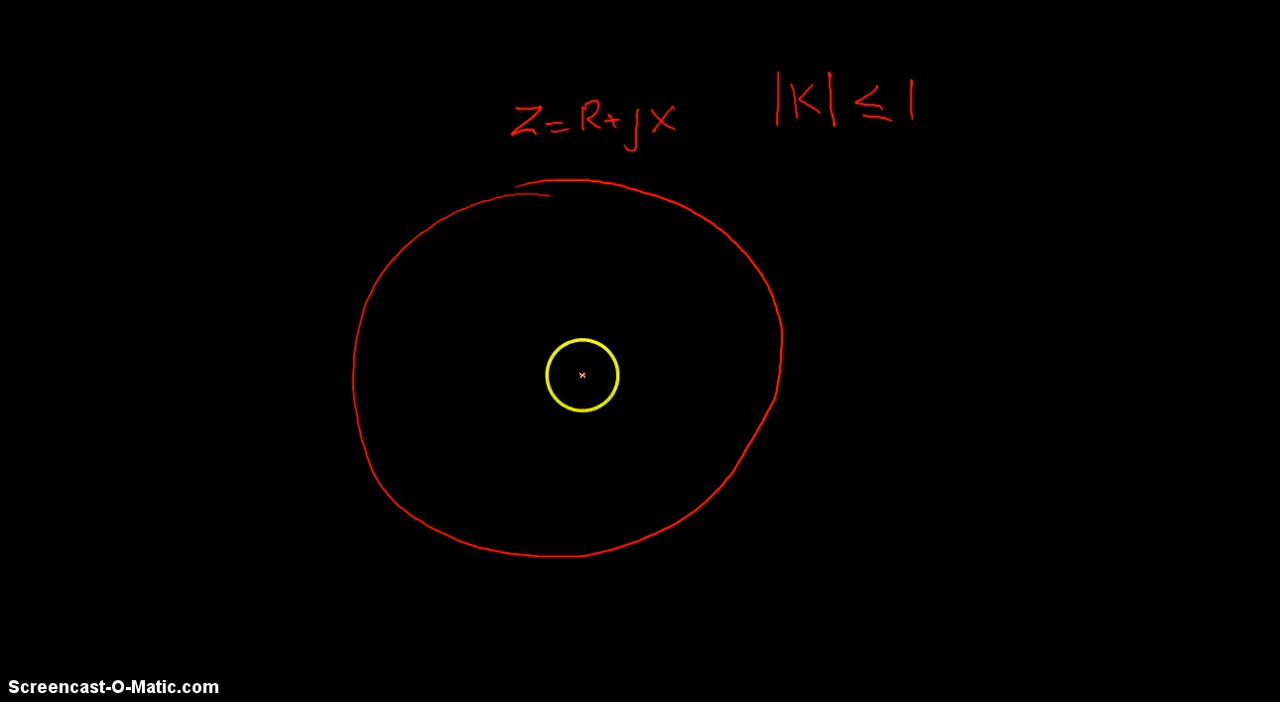 Z=R+jX
|K| ≤ 1
Screencast-O-Matic.com